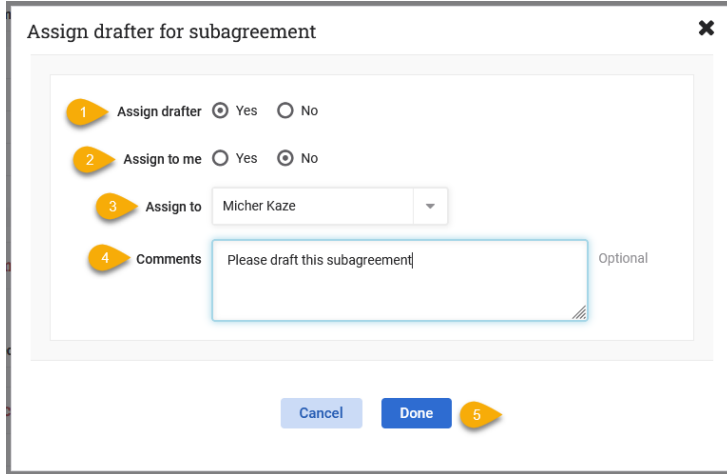 Assign drafter for subagreement
1 Assign drafter Yes No
2 Assign to me Yes No
3 Assign to Micher Kaze
4 Comments Please draft this subagreement Optional
Cancel Done 5